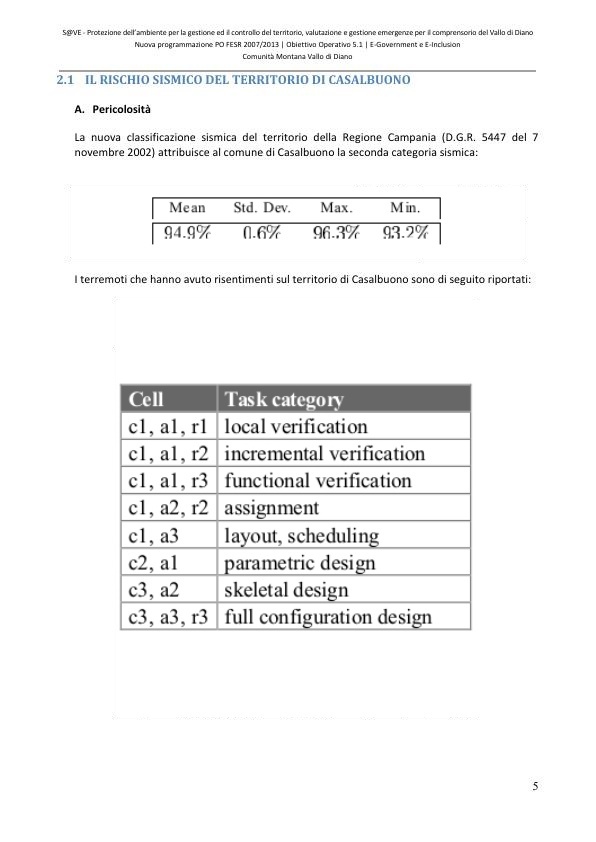 S@VE - Protezione dell'ambiente per la gestione ed il controllo del territorio, valutazione e gestione emergenze per il comprensorio del Vallo di Diano
Nuova programmazione PO FESR 2007/2013 | Obiettivo Operativo 5.1 | E-Government e E-Inclusion
Comunità Montana Vallo di Diano
2.1 IL RISCHIO SISMICO DEL TERRITORIO DI CASALBUONO
A. Pericolosità
La nuova classificazione sismica del territorio della Regione Campania (D.G.R. 5447 del 7
novembre 2002) attribuisce al comune di Casalbuono la seconda categoria sismica:
Mean Std. Dev. Max. Min.
94.9% 0.6% 96.3% 93.2%
I terremoti che hanno avuto risentimenti sul territorio di Casalbuono sono di seguito riportati:
Cell Task category
c1, a1, r1 local verification
c1, a1, r2 incremental verification
c1, a1, r3 functional verification
c1, a2, r2 assignment
c1, a3 layout, scheduling
c2, a1 parametric design
c3, a2 skeletal design
c3, a3, r3 full configuration design
5